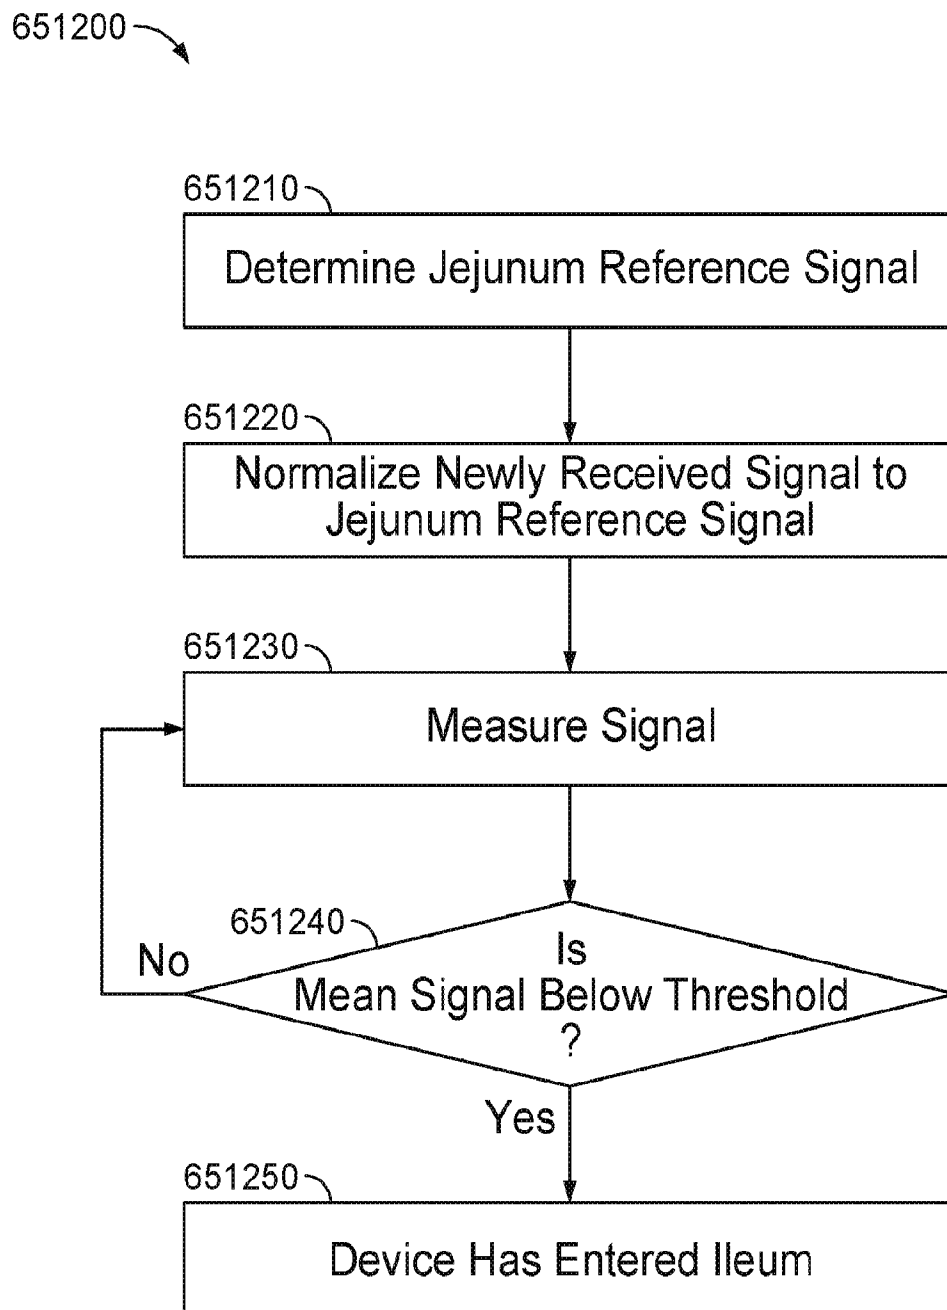 651200
651210
Determine Jejunum Reference Signal
651220
Normalize Newly Received Signal to
Jejunum Reference Signal
651230
Measure Signal
651240
Is
Mean Signal Below Threshold
?
No
Yes
651250
Device Has Entered Ileum